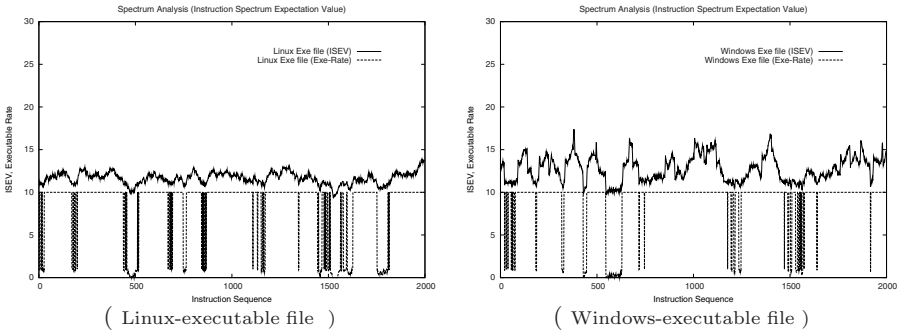 Spectrum Analysis (Instruction Spectrum Expectation Value)
30
25
20
15
10
5
0
ISEV, Executable Rate
Linux Exe file (ISEV)
Linux Exe file (Exe-Rate)
0 500 1000 1500 2000
Instruction Sequence
( Linux-executable file )
Spectrum Analysis (Instruction Spectrum Expectation Value)
30
25
20
15
10
5
0
ISEV, Executable Rate
Windows Exe file (ISEV)
Windows Exe file (Exe-Rate)
0 500 1000 1500 2000
Instruction Sequence
( Windows-executable file )